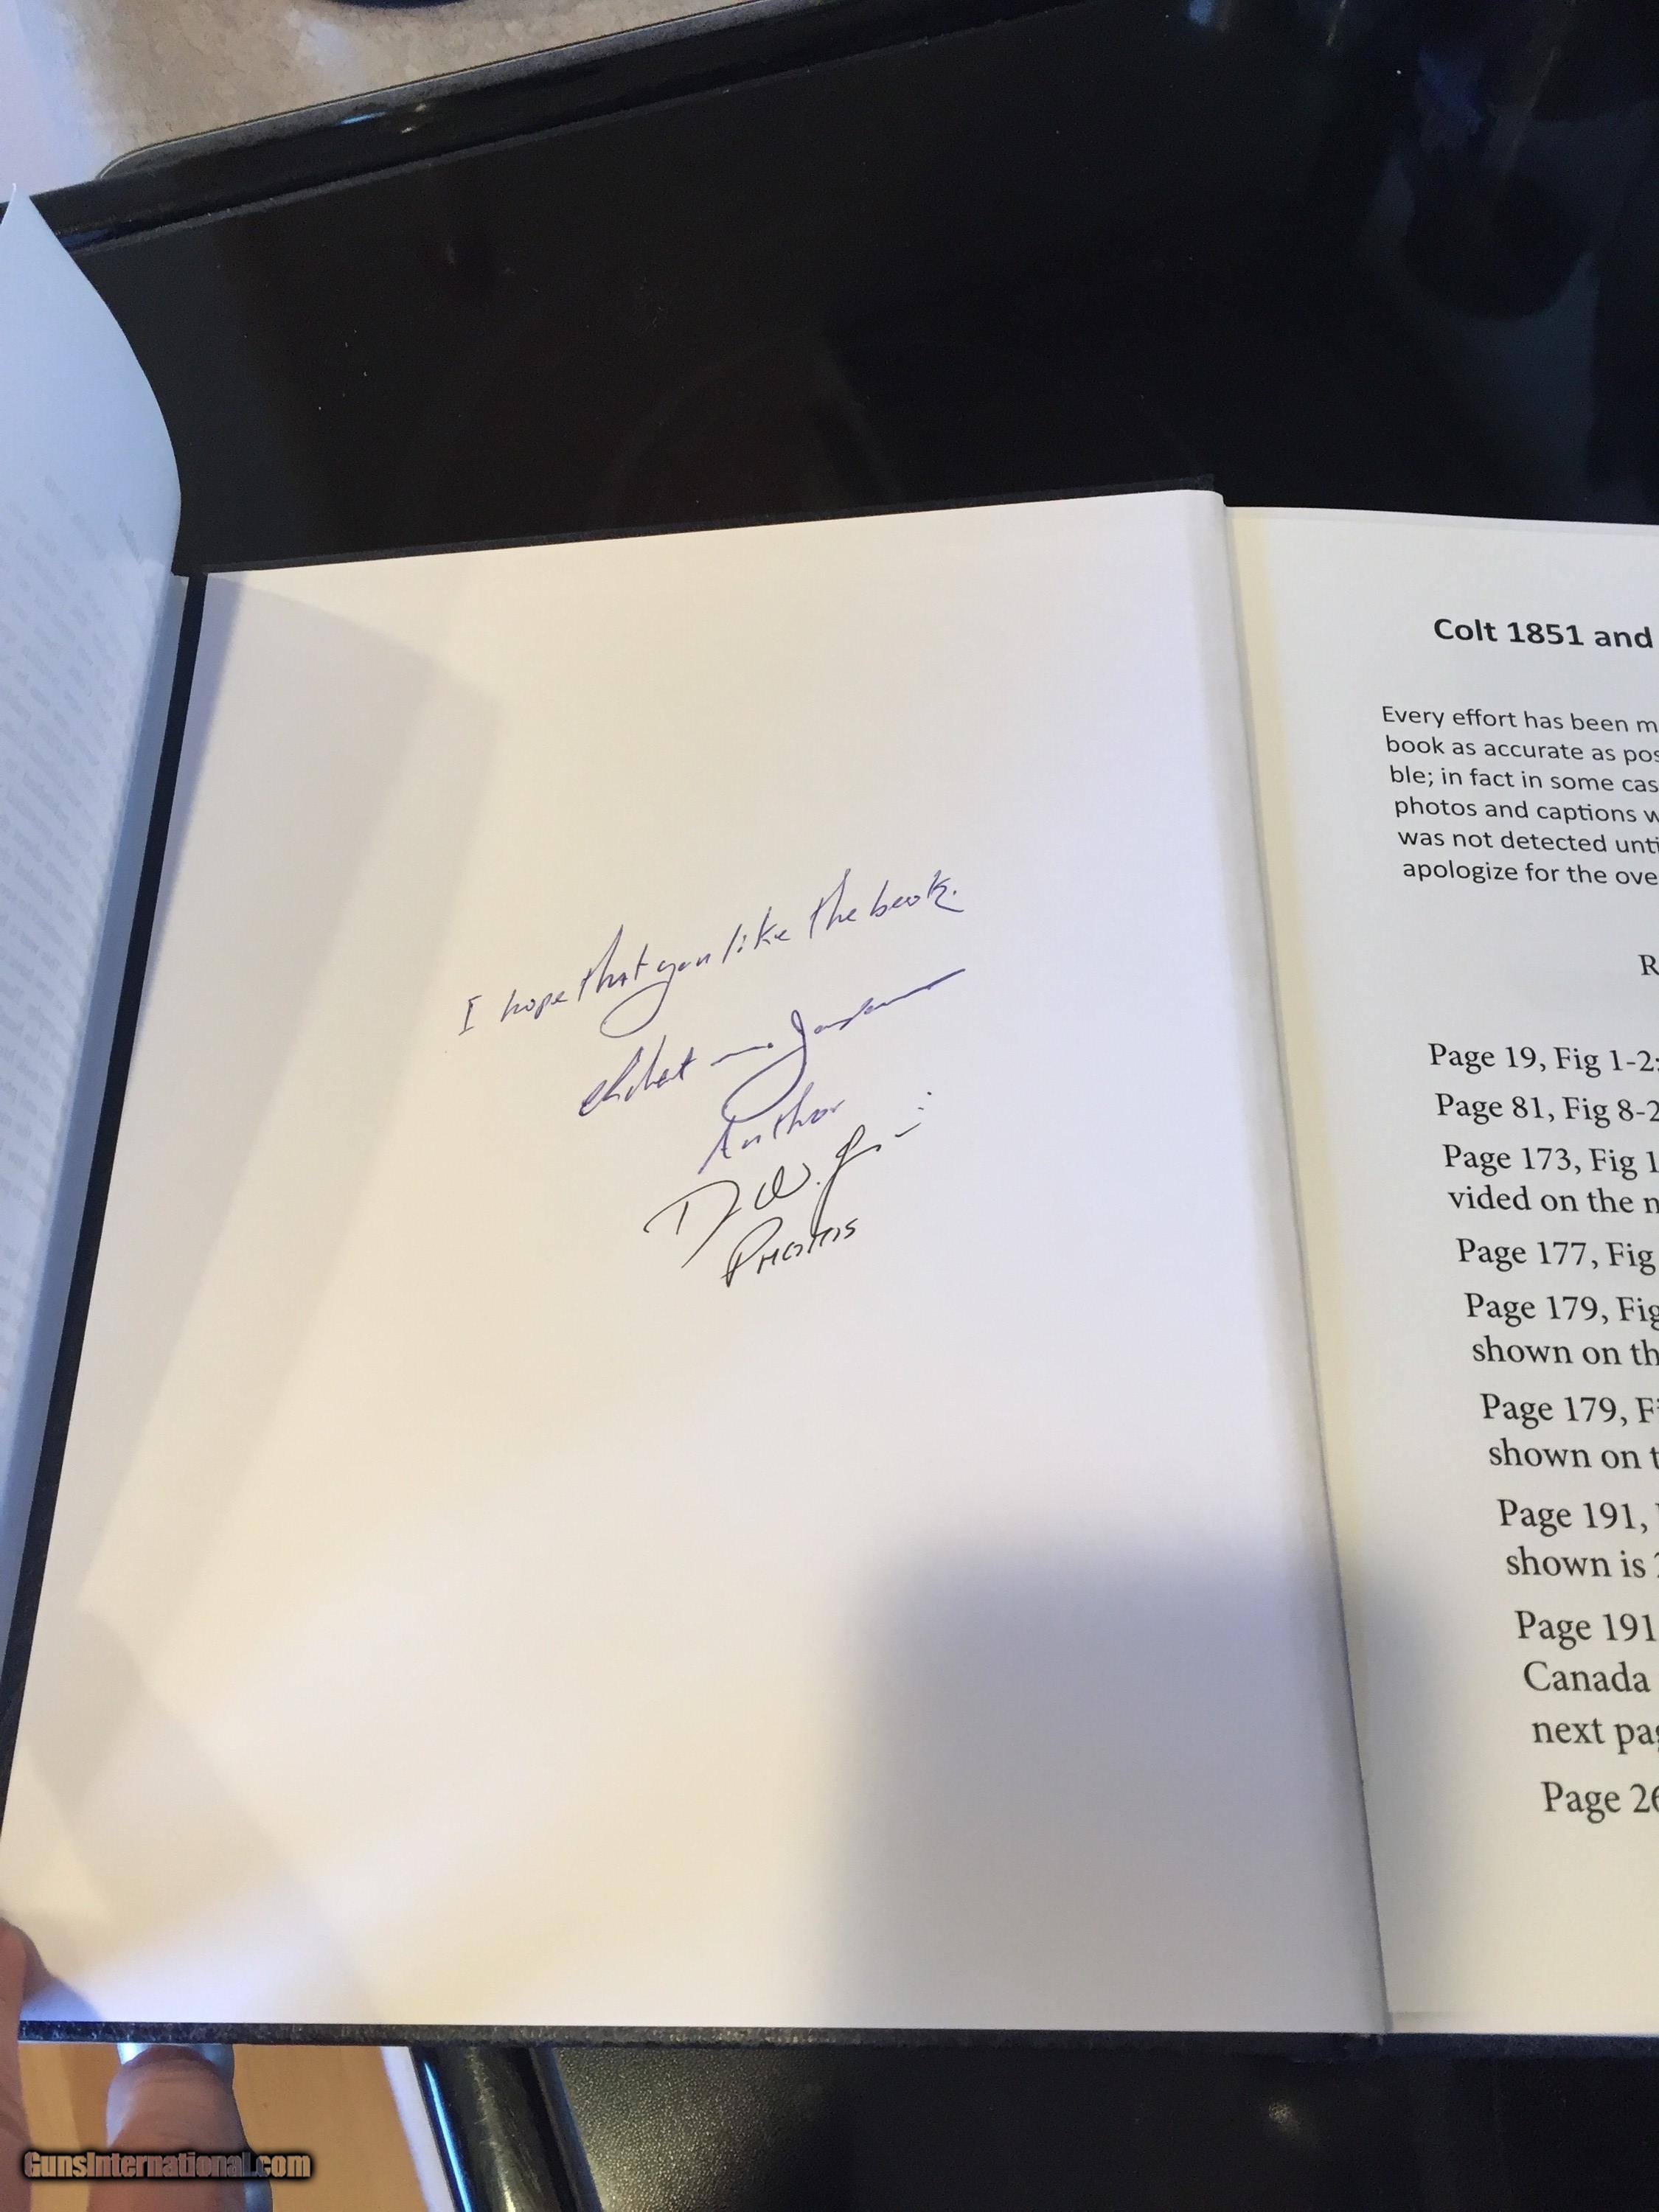 I hope that you like the book.
Author
D.W.
PHOTOS
Colt 1851 and
Every effort has been m
book as accurate as pos
ble; in fact in some cas
photos and captions w
was not detected unti
apologize for the ove
R
Page 19, Fig 1-2:
Page 81, Fig 8-2
Page 173, Fig 1
vided on the n
Page 177, Fig
Page 179, Fig
shown on th
Page 179, Fi
shown on t
Page 191,
shown is
Page 191
Canada
next pag
Page 26
GunsInternational.com